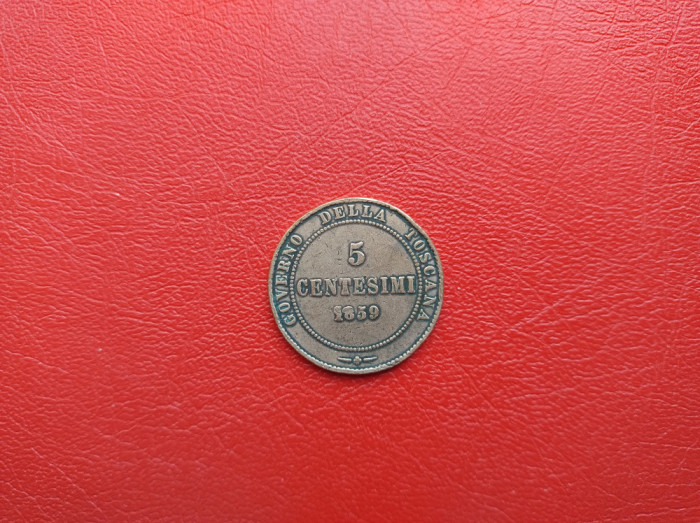 GOVERNO DELLA TOSCANA
5
CENTESIMI
1859